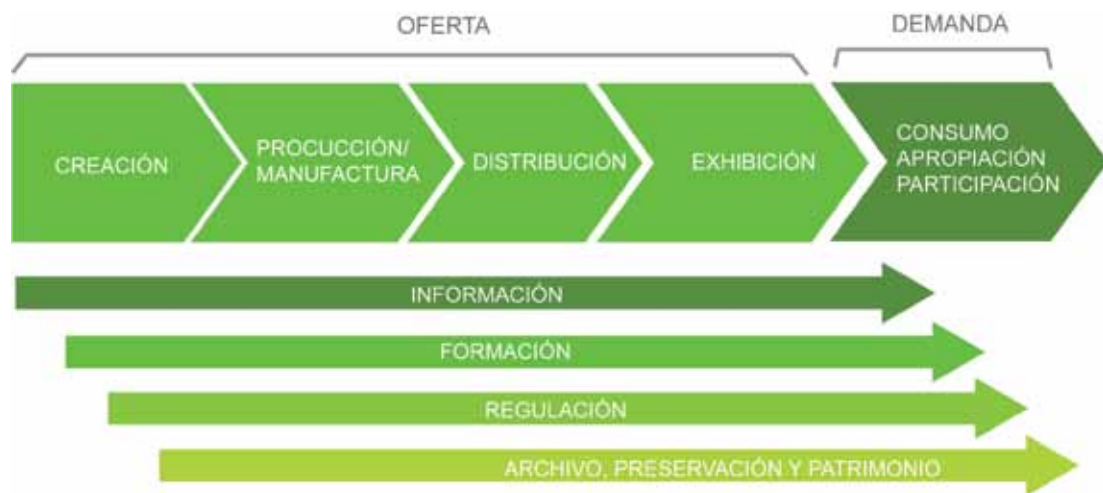 OFERTA
DEMANDA
CREACIÓN
PROCUCCIÓN/
MANUFACTURA
DISTRIBUCIÓN
EXHIBICIÓN
CONSUMO
APROPIACIÓN
PARTICIPACIÓN
INFORMACIÓN
FORMACIÓN
REGULACIÓN
ARCHIVO, PRESERVACIÓN Y PATRIMONIO